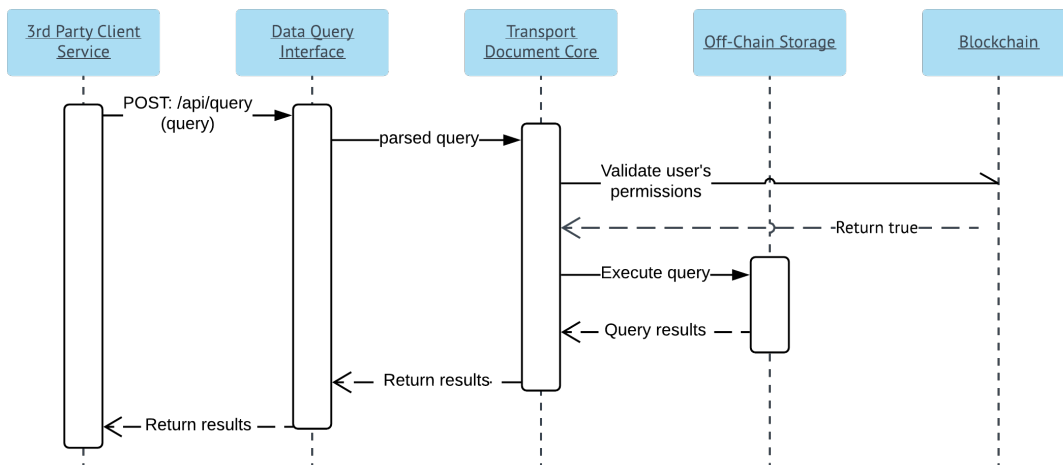 3rd Party Client
Service
Data Query
Interface
Transport
Document Core
Off-Chain Storage
Blockchain
POST: /api/query
(query)
parsed query
Validate user's
permissions
Return true
Execute query
Query results
Return results
Return results